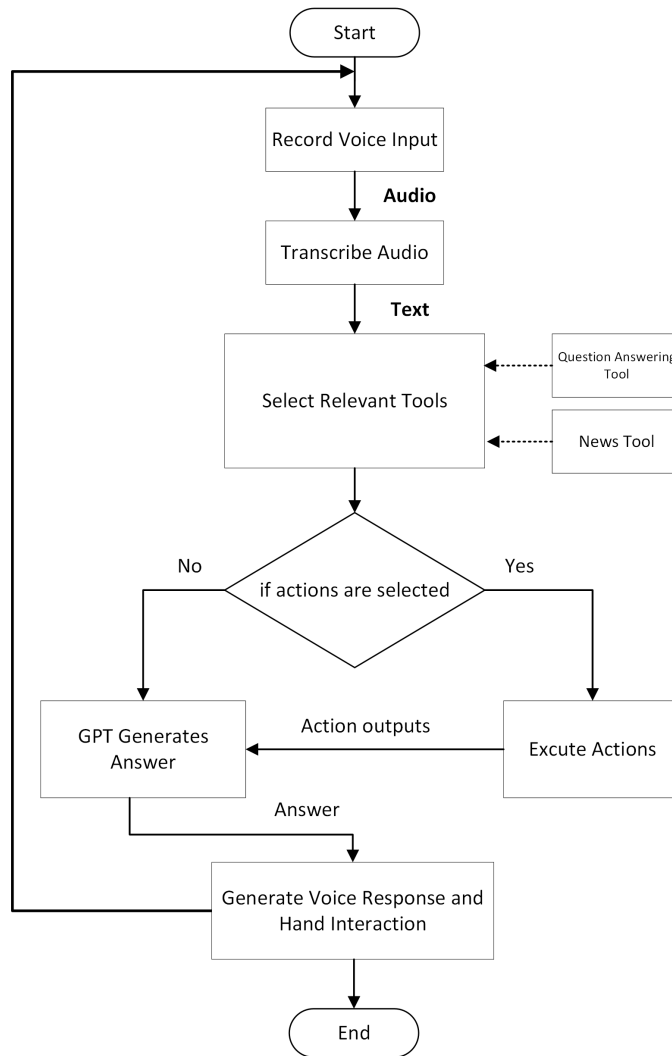 Start
Record Voice Input
Audio
Transcribe Audio
Text
Select Relevant Tools
Question Answering
Tool
News Tool
if actions are selected
No
Yes
GPT Generates
Answer
Action outputs
Excute Actions
Answer
Generate Voice Response and
Hand Interaction
End